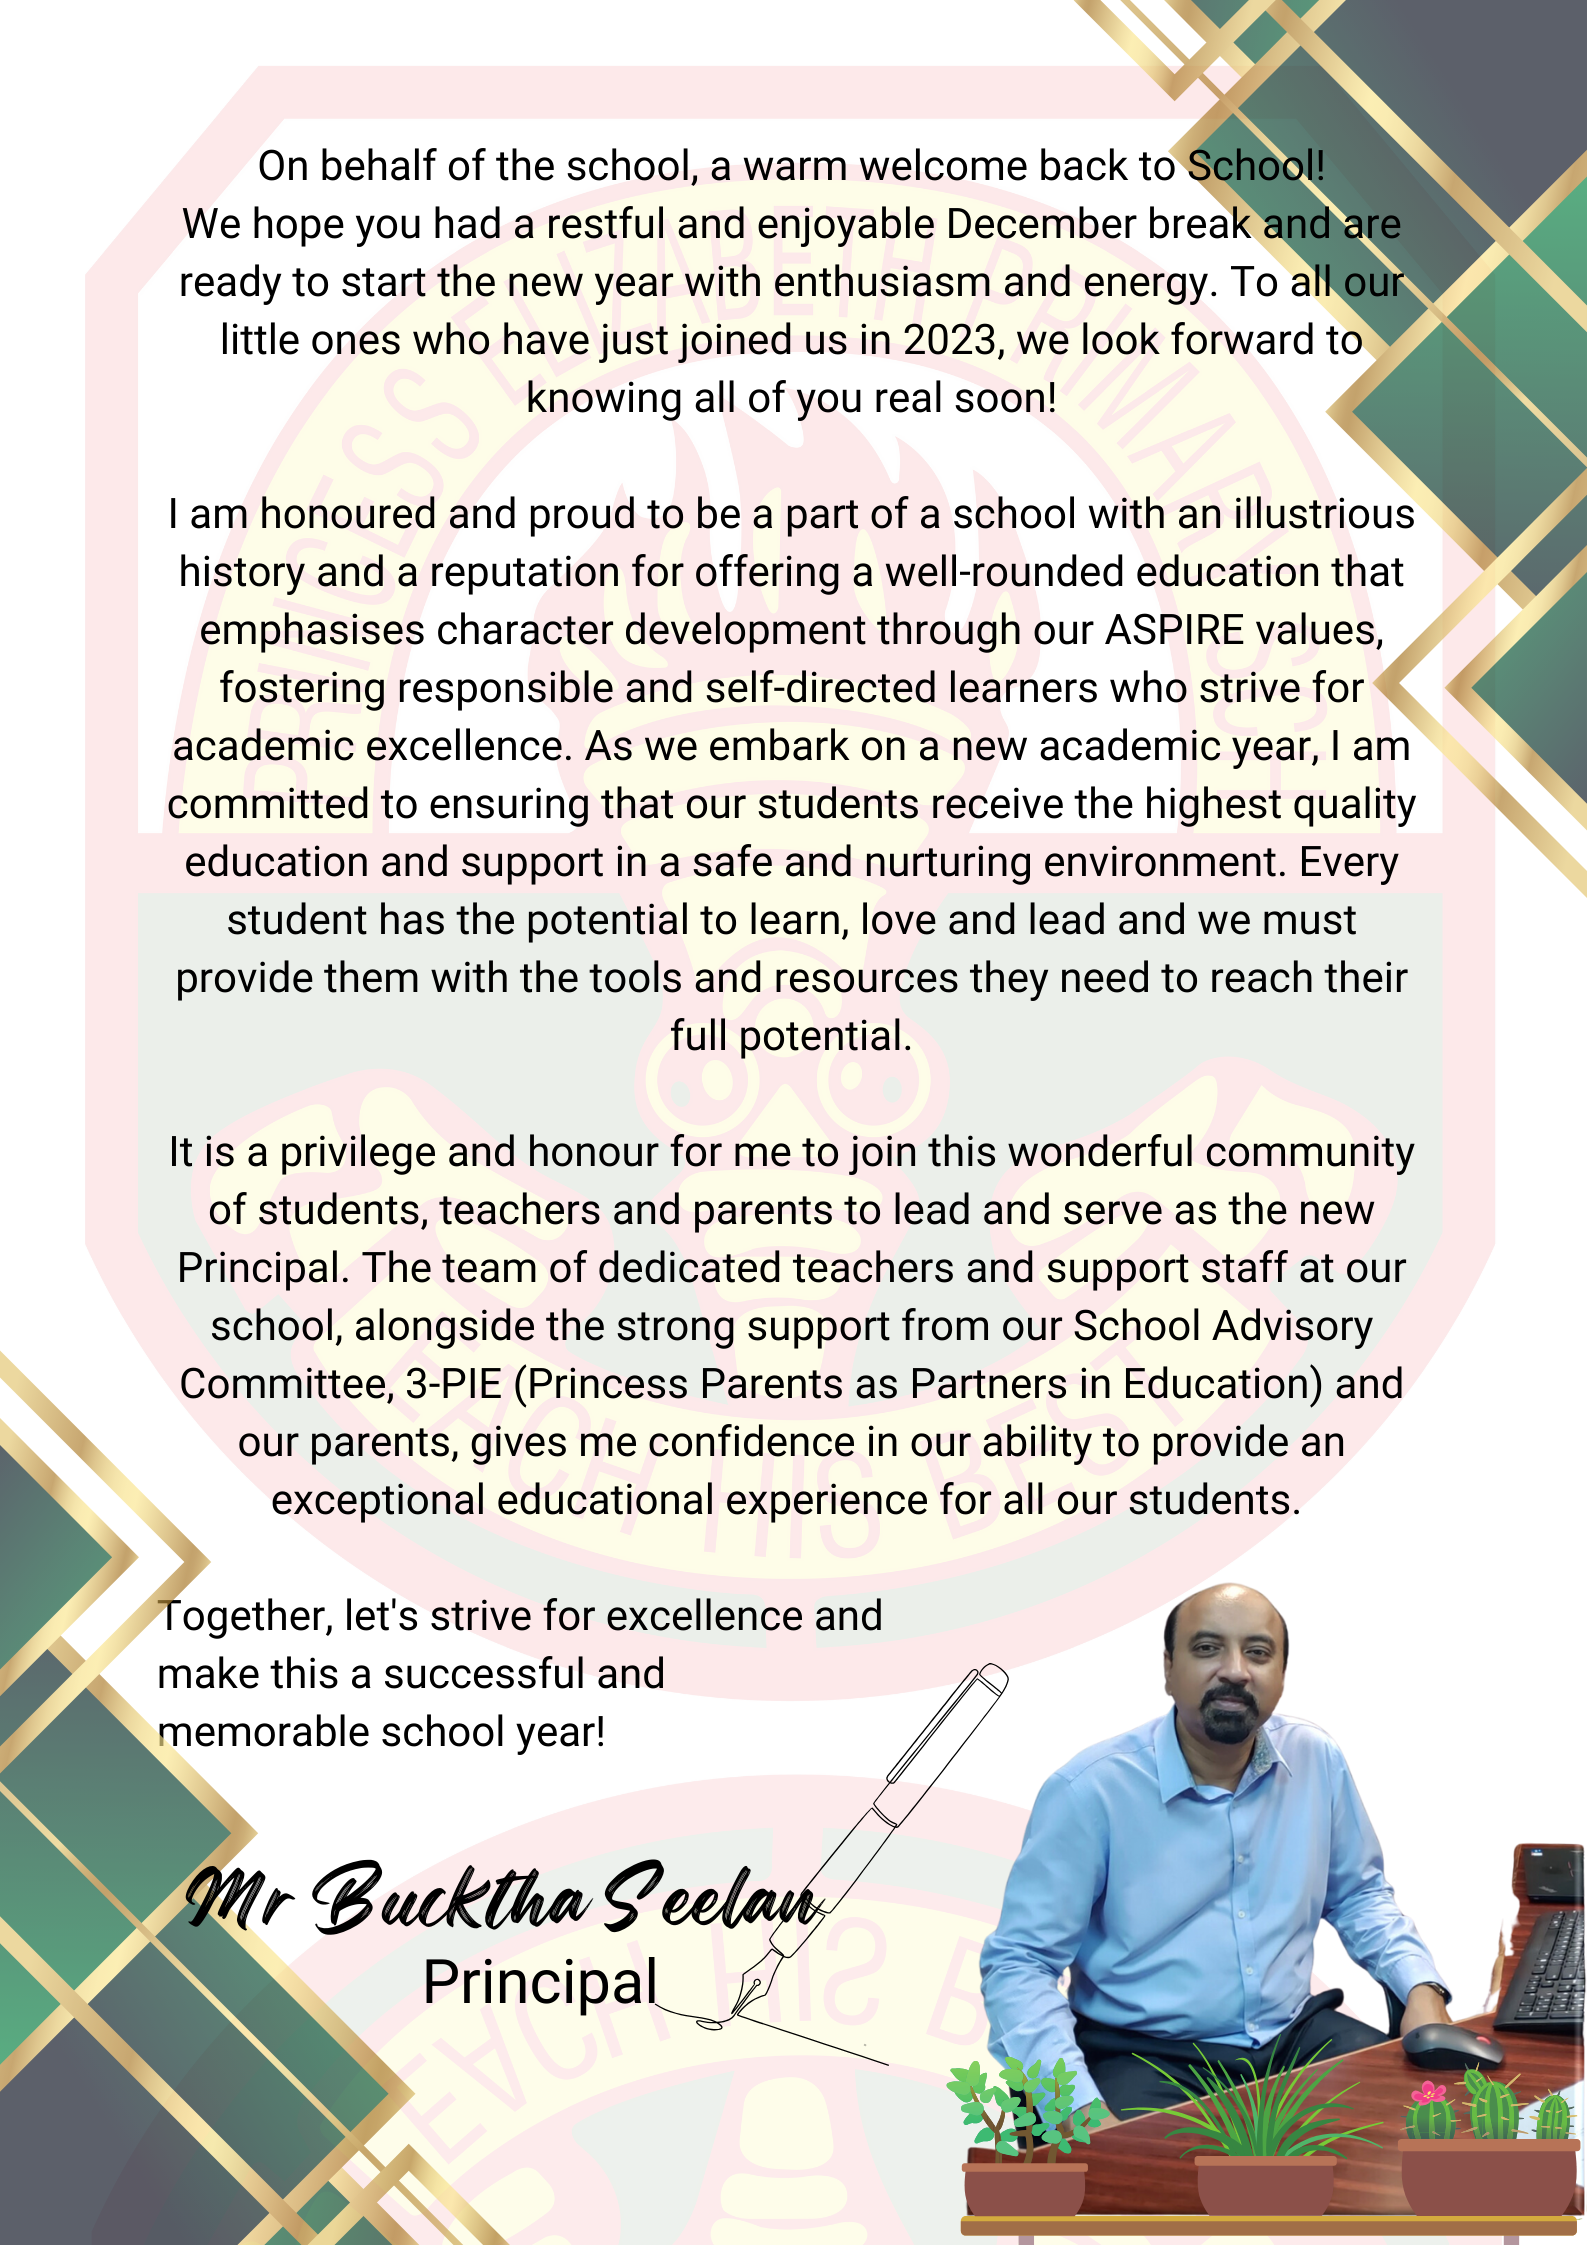 On behalf of the school, a warm welcome back to School!
We hope you had a restful and enjoyable December break and are
ready to start the new year with enthusiasm and energy. To all our
little ones who have just joined us in 2023, we look forward to
knowing all of you real soon!
I am honoured and proud to be a part of a school with an illustrious
history and a reputation for offering a well-rounded education that
emphasises character development through our ASPIRE values,
fostering responsible and self-directed learners who strive for
academic excellence. As we embark on a new academic year, I am
committed to ensuring that our students receive the highest quality
education and support in a safe and nurturing environment. Every
student has the potential to learn, love and lead and we must
provide them with the tools and resources they need to reach their
full potential.
It is a privilege and honour for me to join this wonderful community
of students, teachers and parents to lead and serve as the new
Principal. The team of dedicated teachers and support staff at our
school, alongside the strong support from our School Advisory
Committee, 3-PIE (Princess Parents as Partners in Education) and
our parents, gives me confidence in our ability to provide an
exceptional educational experience for all our students.
Together, let's strive for excellence and
make this a successful and
memorable school year!
Mr Bucktha Seelan
Principal
PRINCESS ELIZABETH PRIMARY SCH
EACH HIS BEST
EACH HIS B